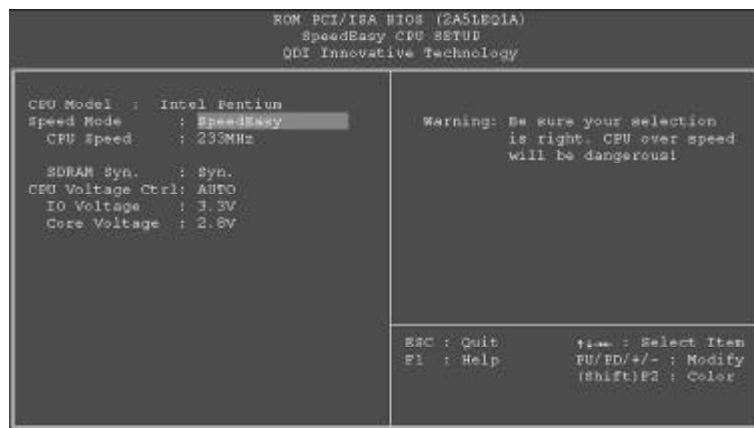 ROM PCI/ISA BIOS (2A5LEQ1A)
SpeedEasy CPU SETUP
QDI Innovative Technology
CPU Model : Intel Pentium
Speed Mode : SpeedEasy
CPU Speed : 233MHz
SDRAM Syn. : Syn.
CPU Voltage Ctrl: AUTO
IO Voltage : 3.3V
Core Voltage : 2.8V
Warning: Be sure your selection
is right. CPU over speed
will be dangerous!
ESC : Quit
F1 : Help
↑↓←→ : Select Item
PU/PD/+/- : Modify
(Shift)F2 : Color